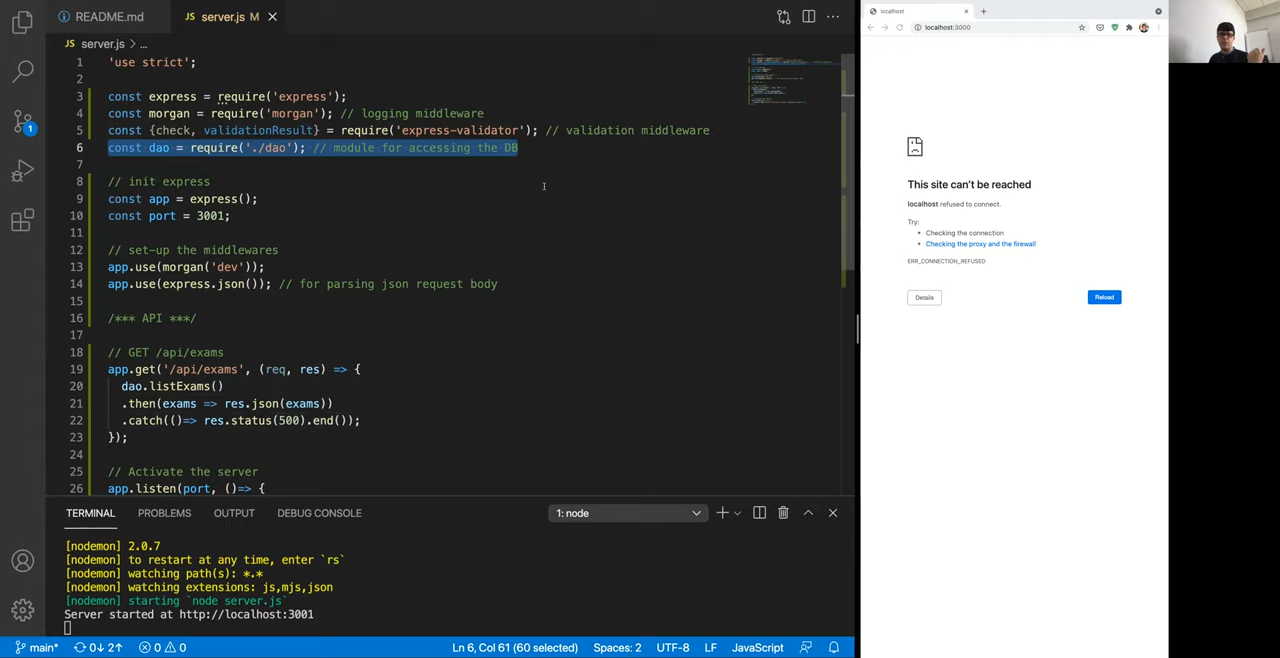 README.md
server.js M
JS server.js > ...
1 'use strict';
2
3 const express = require('express');
4 const morgan = require('morgan'); // logging middleware
5 const {check, validationResult} = require('express-validator'); // validation middleware
6 const dao = require('./dao'); // module for accessing the DB
7
8 // init express
9 const app = express();
10 const port = 3001;
11
12 // set-up the middlewares
13 app.use(morgan('dev'));
14 app.use(express.json()); // for parsing json request body
15
16 /*** API ***/
17
18 // GET /api/exams
19 app.get('/api/exams', (req, res) => {
20 dao.listExams()
21 .then(exams => res.json(exams))
22 .catch(()=> res.status(500).end());
23 });
24
25 // Activate the server
26 app.listen(port, ()=> {
1
TERMINAL PROBLEMS OUTPUT DEBUG CONSOLE 1: node
[nodemon] 2.0.7
[nodemon] to restart at any time, enter `rs`
[nodemon] watching path(s): *.*
[nodemon] watching extensions: js,mjs,json
[nodemon] starting `node server.js`
Server started at http://localhost:3001
main* 0↓ 2↑ 0 0 Ln 6, Col 61 (60 selected) Spaces: 2 UTF-8 LF JavaScript
localhost
localhost:3000
This site can't be reached
localhost refused to connect.
Try:
• Checking the connection
• Checking the proxy and the firewall
ERR_CONNECTION_REFUSED
Details Reload